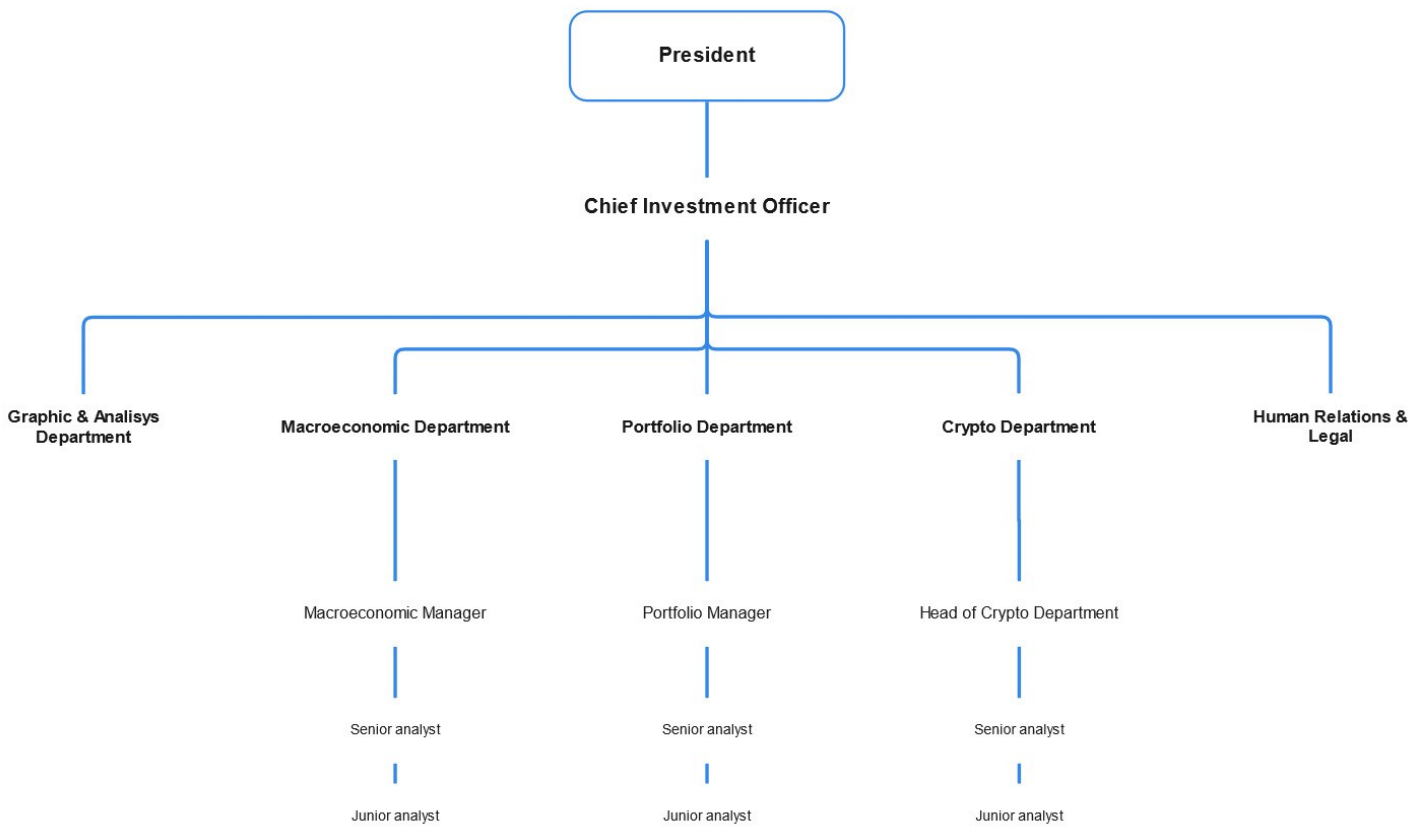 President
Chief Investment Officer
Graphic & Analisys
Department
Macroeconomic Department
Portfolio Department
Crypto Department
Human Relations &
Legal
Macroeconomic Manager
Portfolio Manager
Head of Crypto Department
Senior analyst
Senior analyst
Senior analyst
Junior analyst
Junior analyst
Junior analyst